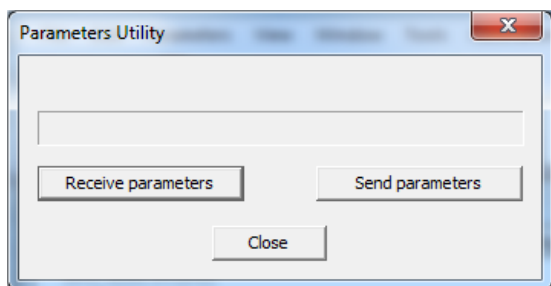 Parameters Utility
Receive parameters
Send parameters
Close